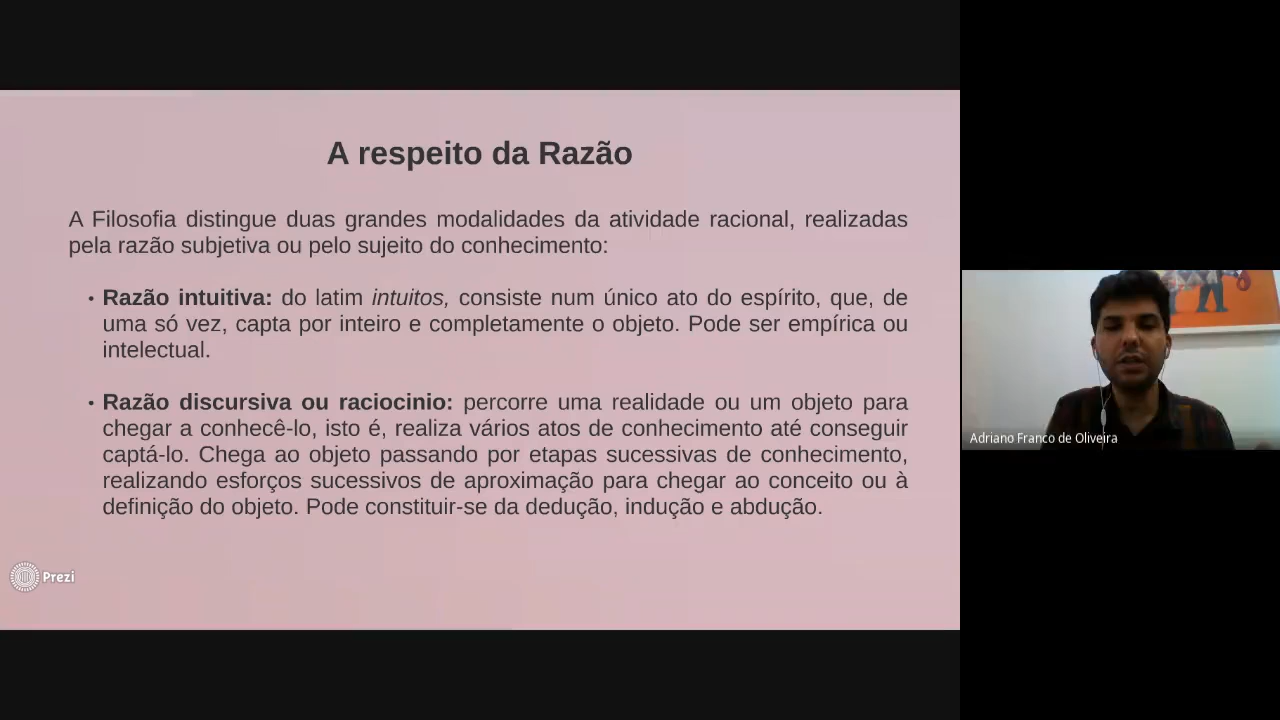 A respeito da Razão
A Filosofia distingue duas grandes modalidades da atividade racional, realizadas
pela razão subjetiva ou pelo sujeito do conhecimento:
• Razão intuitiva: do latim intuitos, consiste num único ato do espírito, que, de
uma só vez, capta por inteiro e completamente o objeto. Pode ser empírica ou
intelectual.
• Razão discursiva ou raciocinio: percorre uma realidade ou um objeto para
chegar a conhecê-lo, isto é, realiza vários atos de conhecimento até conseguir
captá-lo. Chega ao objeto passando por etapas sucessivas de conhecimento,
realizando esforços sucessivos de aproximação para chegar ao conceito ou à
definição do objeto. Pode constituir-se da dedução, indução e abdução.
Prezi
Adriano Franco de Oliveira